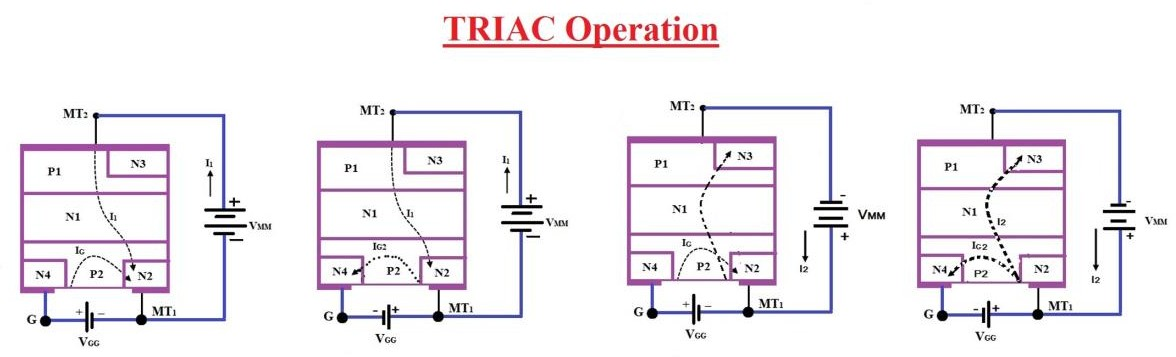 TRIAC Operation
MT2
P1
N3
I1
+
N1
I1
VMM
−
IG
N4
P2
N2
G
+
−
MT1
VGG
MT2
P1
N3
I1
+
N1
I1
VMM
−
IG2
N4
P2
N2
G
-
+
MT1
VGG
MT2
P1
N3
-
N1
VMM
+
IG
N4
P2
N2
I2
G
+
−
MT1
VGG
MT2
P1
N3
-
N1
I2
VMM
+
IG2
N4
P2
N2
I2
G
-
+
MT1
VGG